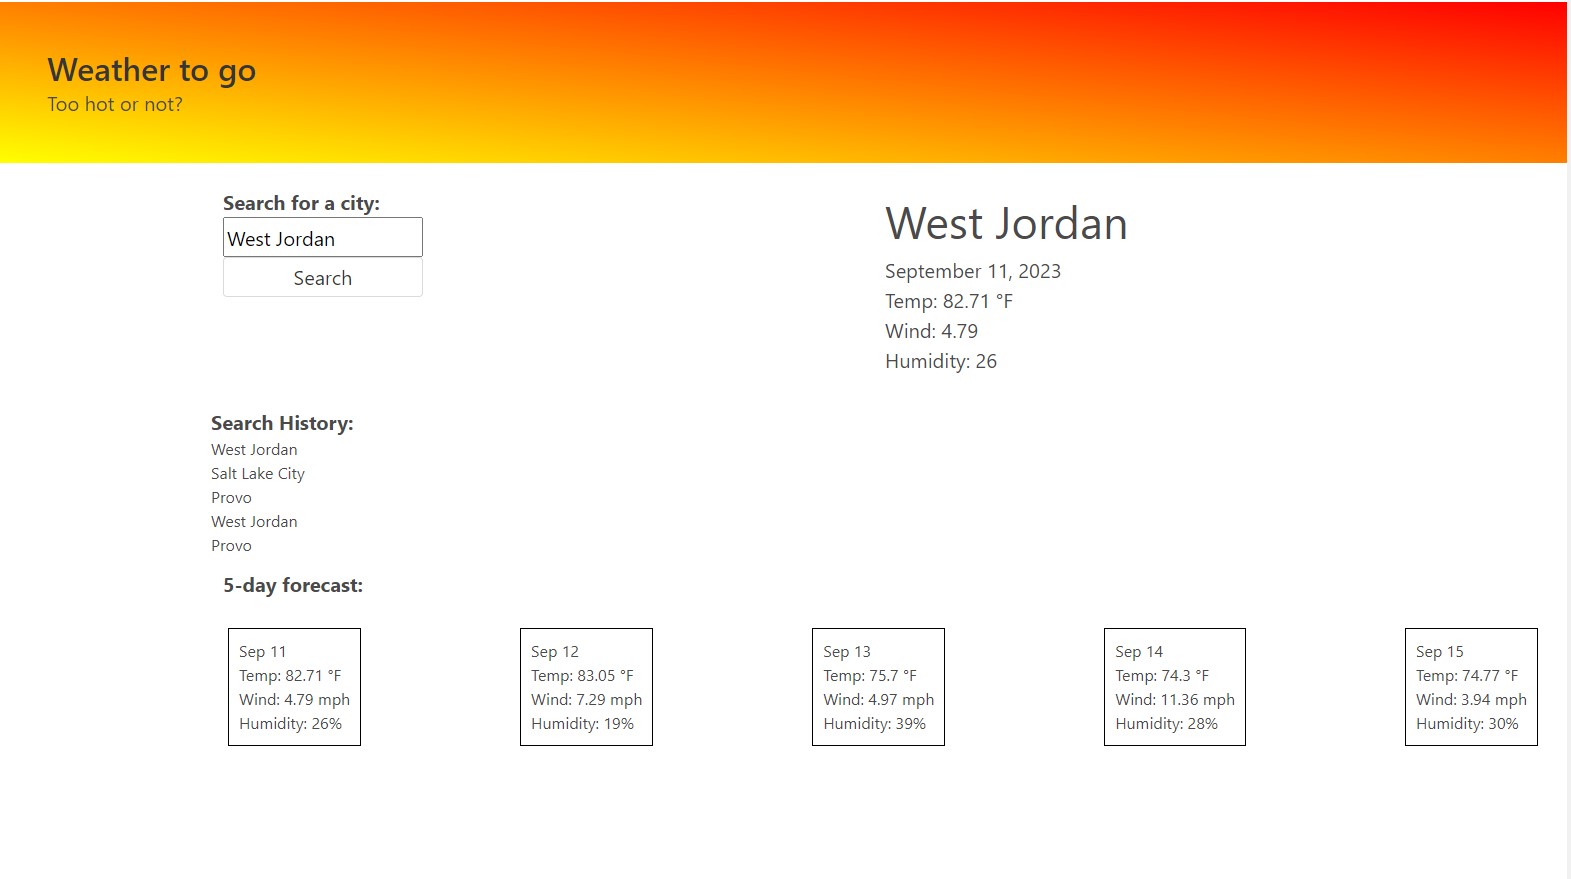 Weather to go
Too hot or not?
Search for a city:
West Jordan
Search
West Jordan
September 11, 2023
Temp: 82.71 °F
Wind: 4.79
Humidity: 26
Search History:
West Jordan
Salt Lake City
Provo
West Jordan
Provo
5-day forecast:
Sep 11
Temp: 82.71 °F
Wind: 4.79 mph
Humidity: 26%
Sep 12
Temp: 83.05 °F
Wind: 7.29 mph
Humidity: 19%
Sep 13
Temp: 75.7 °F
Wind: 4.97 mph
Humidity: 39%
Sep 14
Temp: 74.3 °F
Wind: 11.36 mph
Humidity: 28%
Sep 15
Temp: 74.77 °F
Wind: 3.94 mph
Humidity: 30%